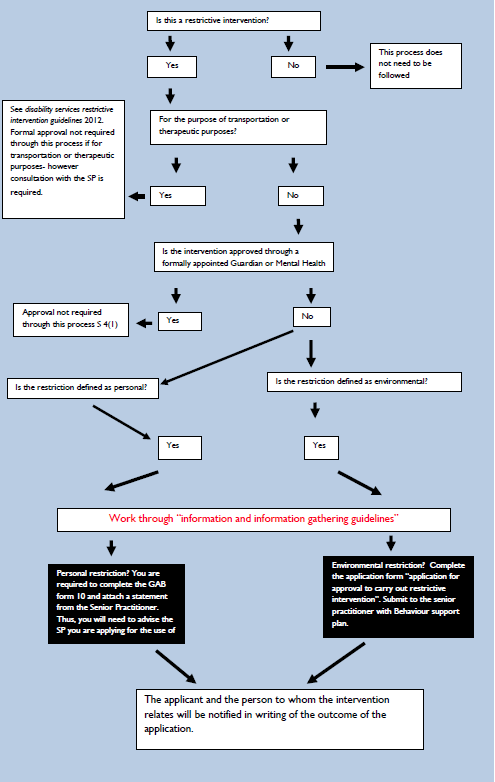 Is this a restrictive intervention?
Yes
No
This process does
not need to be
followed
See disability services restrictive
intervention guidelines 2012.
Formal approval not required
through this process if for
transportation or therapeutic
purposes- however
consultation with the SP is
required.
For the purpose of transportation or
therapeutic purposes?
Yes
No
Is the intervention approved through a
formally appointed Guardian or Mental Health
Approval not required
through this process S 4(1)
Yes
No
Is the restriction defined as personal?
Is the restriction defined as environmental?
Yes
Yes
Work through “information and information gathering guidelines”
Personal restriction? You are
required to complete the GAB
form 10 and attach a statement
from the Senior Practitioner.
Thus, you will need to advise the
SP you are applying for the use of
Environmental restriction?  Complete
the application form “application for
approval to carry out restrictive
intervention”. Submit to the senior
practitioner with Behaviour support
plan.
The applicant and the person to whom the intervention
relates will be notified in writing of the outcome of the
application.